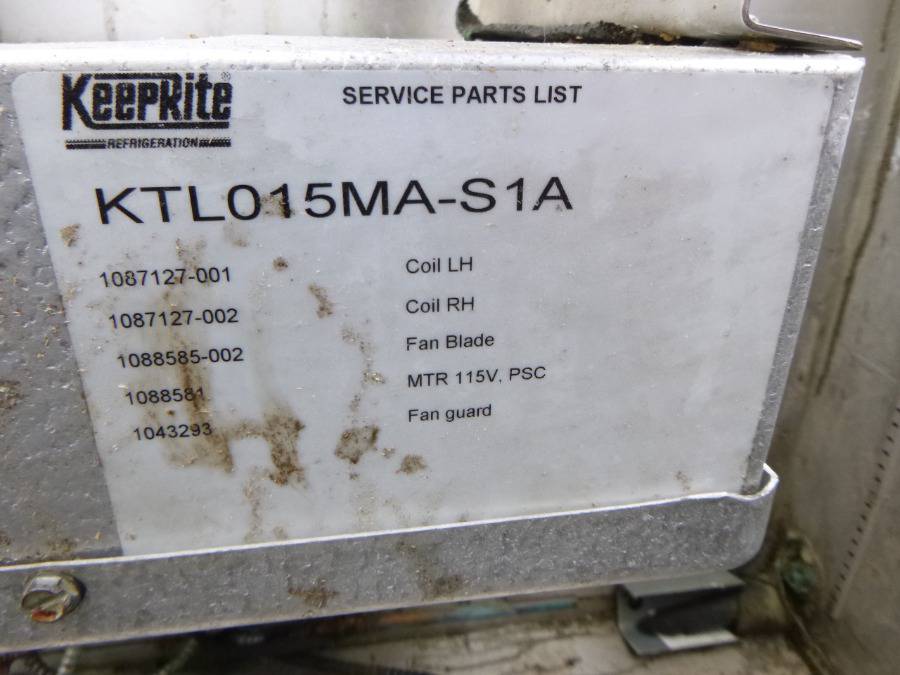 KeepRite®
REFRIGERATION
SERVICE PARTS LIST
KTL015MA-S1A
1087127-001 Coil LH
1087127-002 Coil RH
1088585-002 Fan Blade
1088581 MTR 115V, PSC
1043293 Fan guard